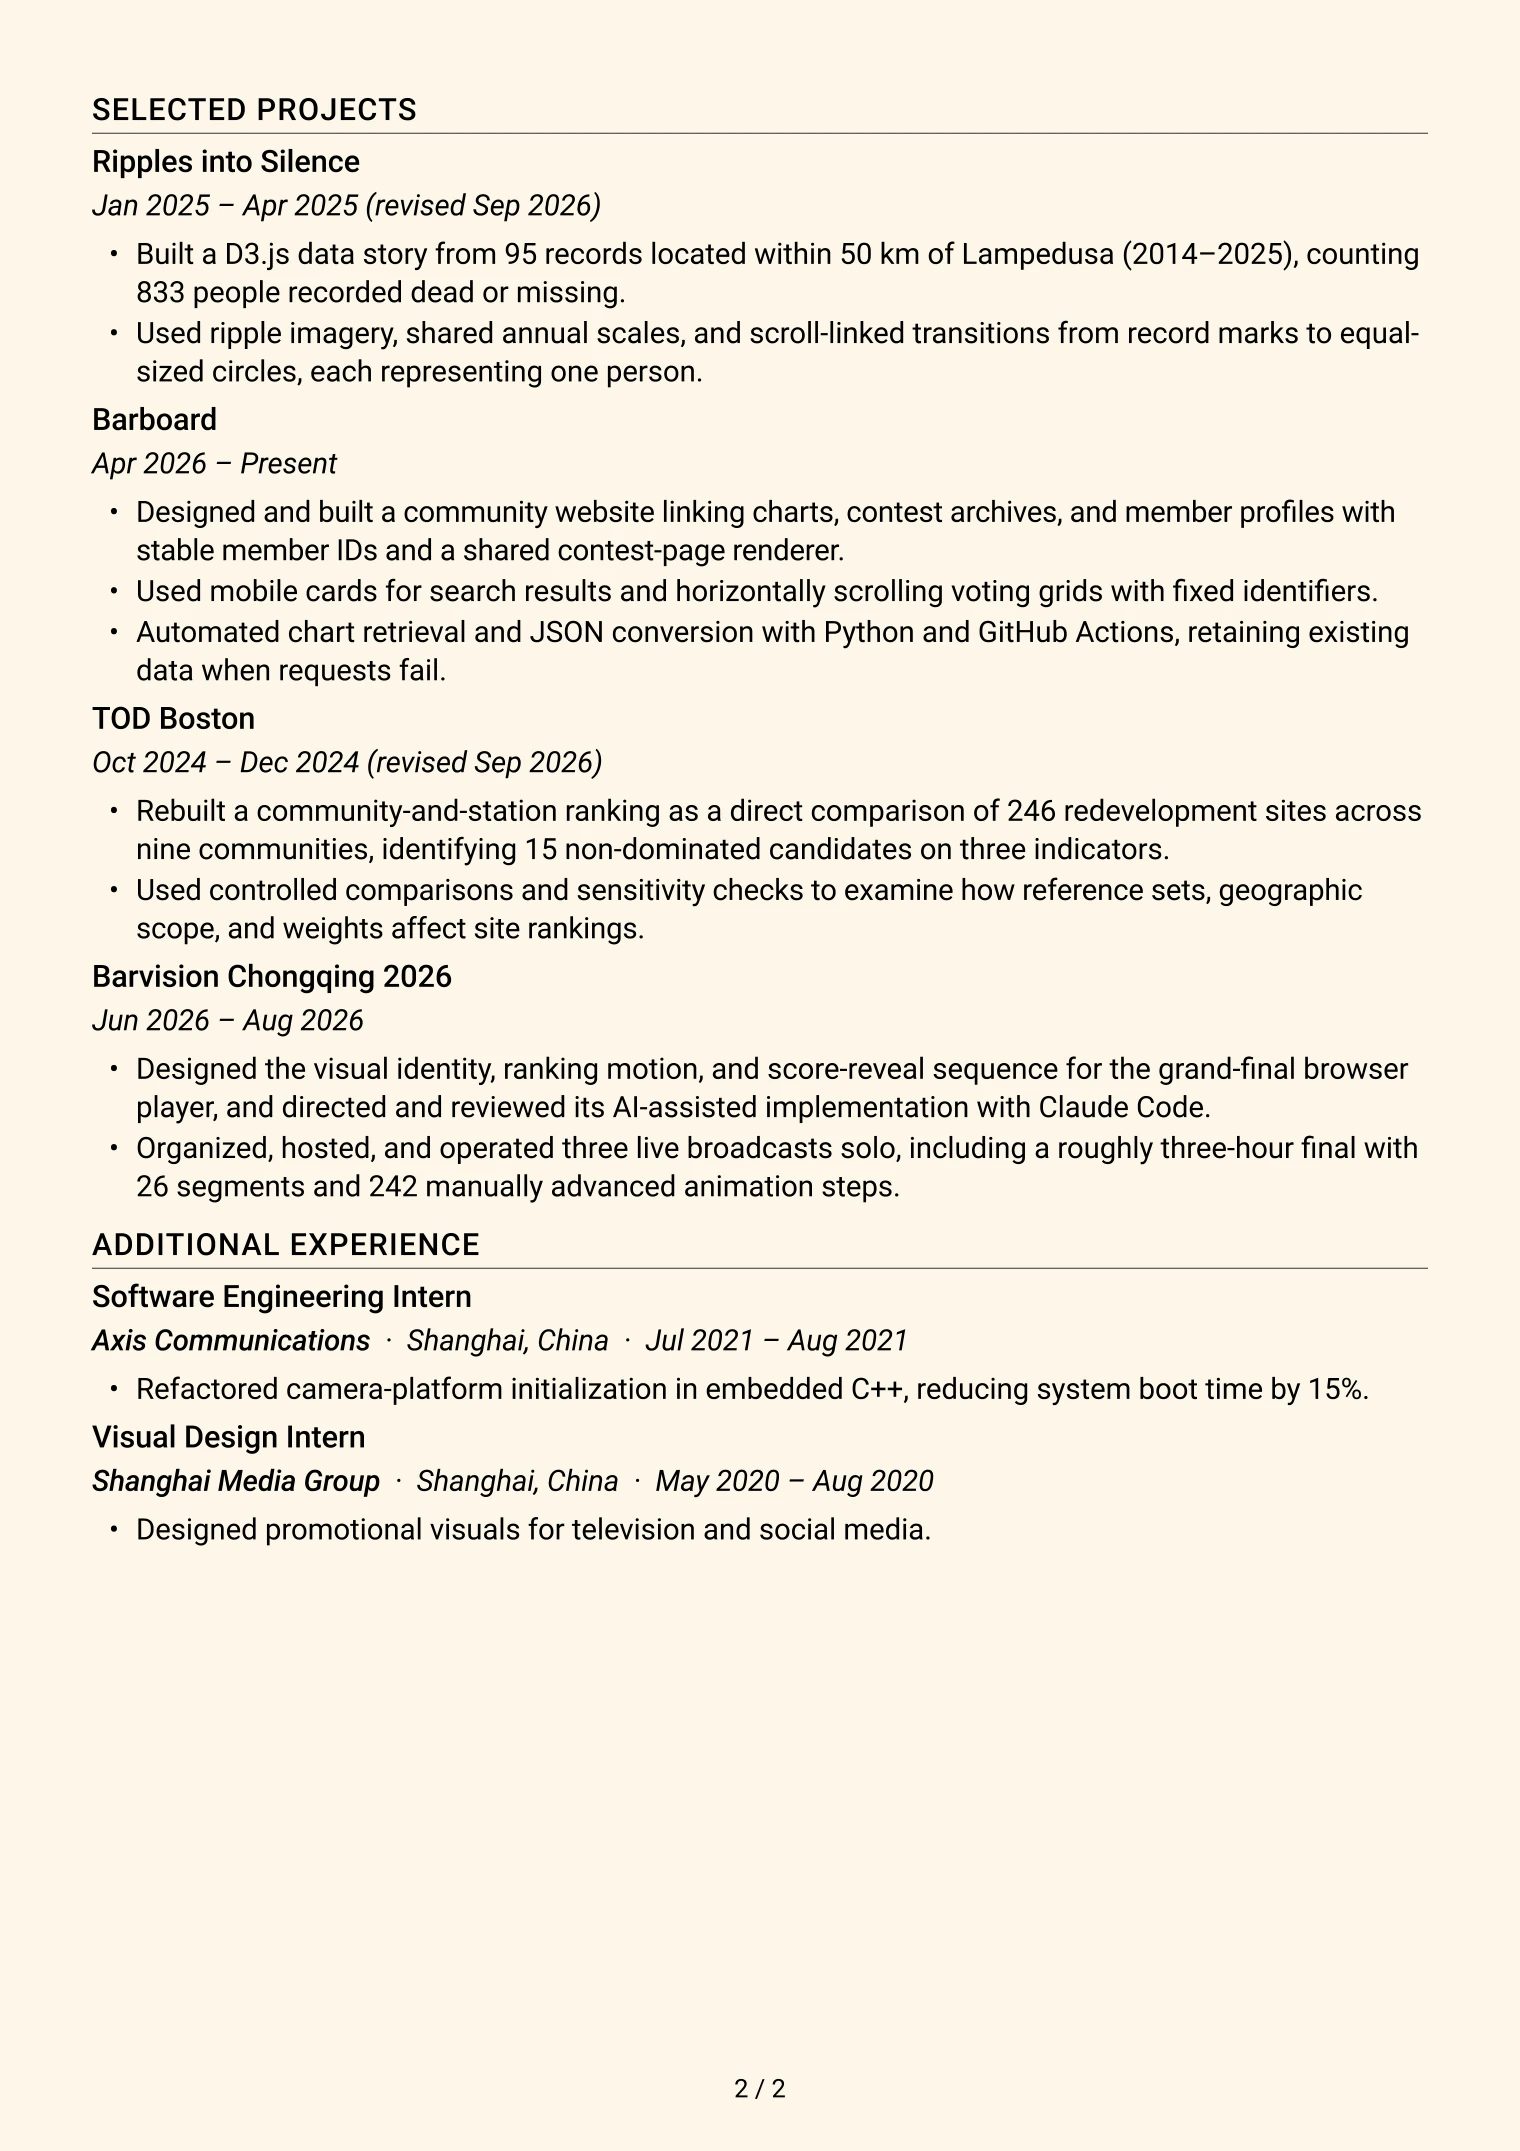 SELECTED PROJECTS
Ripples into Silence
Jan 2025 – Apr 2025 (revised Sep 2026)
• Built a D3.js data story from 95 records located within 50 km of Lampedusa (2014–2025), counting
833 people recorded dead or missing.
• Used ripple imagery, shared annual scales, and scroll-linked transitions from record marks to equal-
sized circles, each representing one person.
Barboard
Apr 2026 – Present
• Designed and built a community website linking charts, contest archives, and member profiles with
stable member IDs and a shared contest-page renderer.
• Used mobile cards for search results and horizontally scrolling voting grids with fixed identifiers.
• Automated chart retrieval and JSON conversion with Python and GitHub Actions, retaining existing
data when requests fail.
TOD Boston
Oct 2024 – Dec 2024 (revised Sep 2026)
• Rebuilt a community-and-station ranking as a direct comparison of 246 redevelopment sites across
nine communities, identifying 15 non-dominated candidates on three indicators.
• Used controlled comparisons and sensitivity checks to examine how reference sets, geographic
scope, and weights affect site rankings.
Barvision Chongqing 2026
Jun 2026 – Aug 2026
• Designed the visual identity, ranking motion, and score-reveal sequence for the grand-final browser
player, and directed and reviewed its AI-assisted implementation with Claude Code.
• Organized, hosted, and operated three live broadcasts solo, including a roughly three-hour final with
26 segments and 242 manually advanced animation steps.
ADDITIONAL EXPERIENCE
Software Engineering Intern
Axis Communications · Shanghai, China · Jul 2021 – Aug 2021
• Refactored camera-platform initialization in embedded C++, reducing system boot time by 15%.
Visual Design Intern
Shanghai Media Group · Shanghai, China · May 2020 – Aug 2020
• Designed promotional visuals for television and social media.
2 / 2